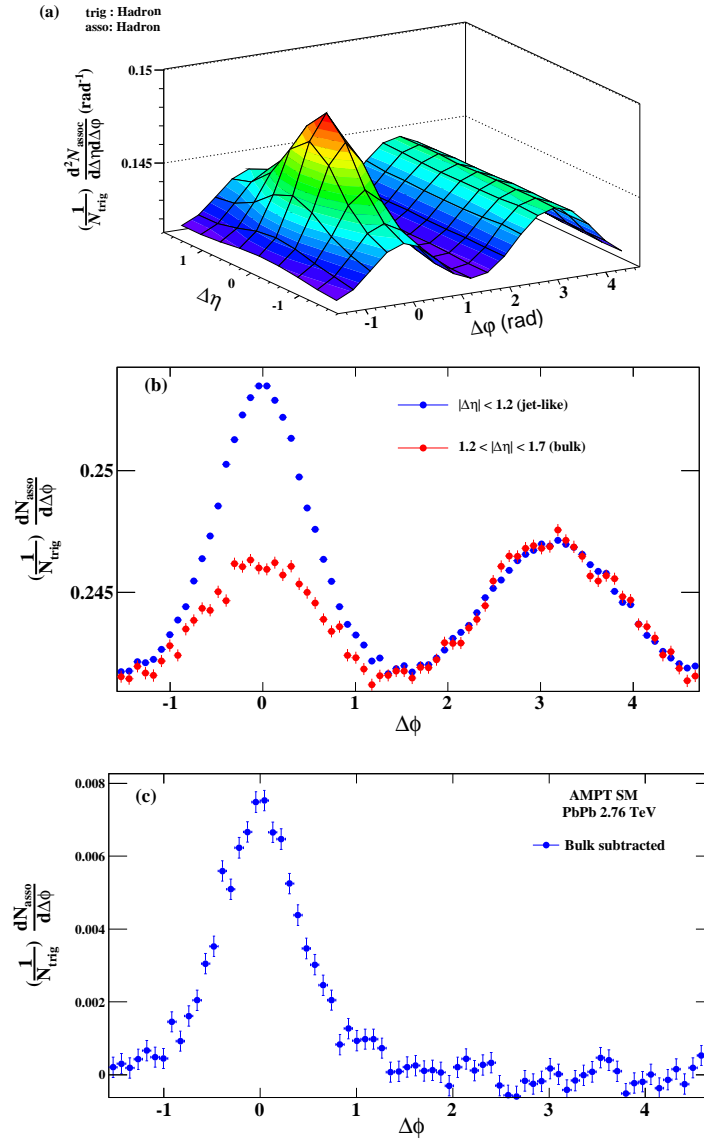 (a)
trig : Hadron
asso: Hadron
0.15
0.145
(1/N_trig) d²N_assoc/dΔηdΔφ (rad⁻¹)
1
0
-1
Δη
-1
0
1
2
3
4
Δφ (rad)
(b)
|Δη| < 1.2 (jet-like)
1.2 < |Δη| < 1.7 (bulk)
0.25
0.245
(1/N_trig) dN_asso/dΔϕ
-1
0
1
2
3
4
Δϕ
(c)
AMPT SM
PbPb 2.76 TeV
Bulk subtracted
0.008
0.006
0.004
0.002
0
(1/N_trig) dN_asso/dΔϕ
-1
0
1
2
3
4
Δϕ